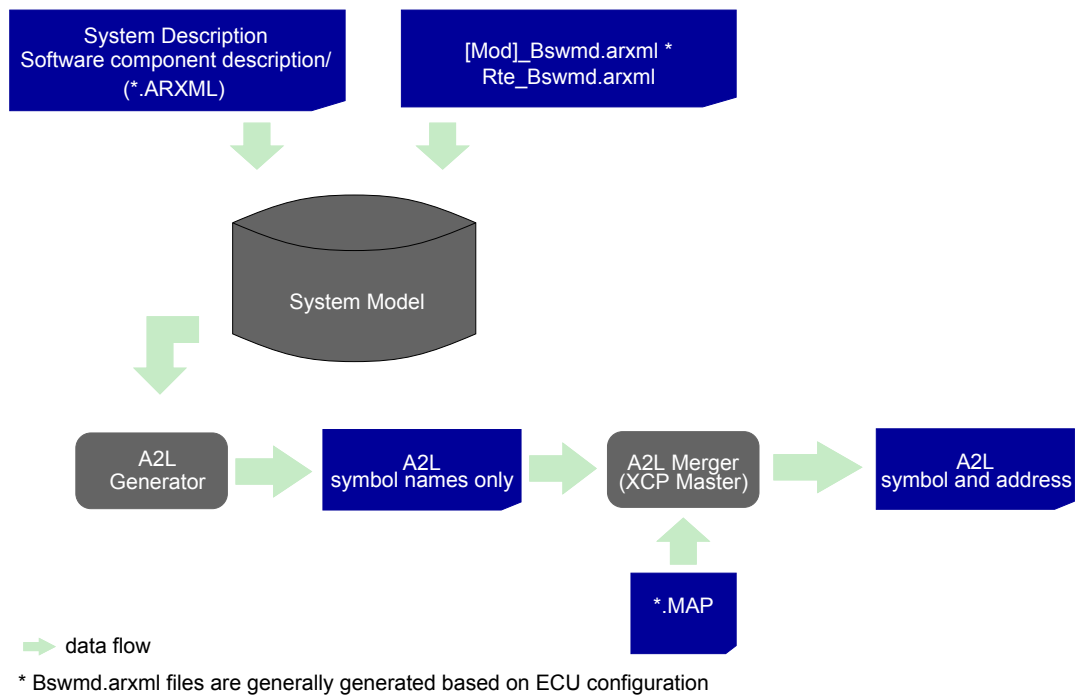 System Description
Software component description/
(*.ARXML)
[Mod]_Bswmd.arxml *
Rte_Bswmd.arxml
System Model
A2L
Generator
A2L
symbol names only
A2L Merger
(XCP Master)
A2L
symbol and address
*.MAP
data flow
* Bswmd.arxml files are generally generated based on ECU configuration